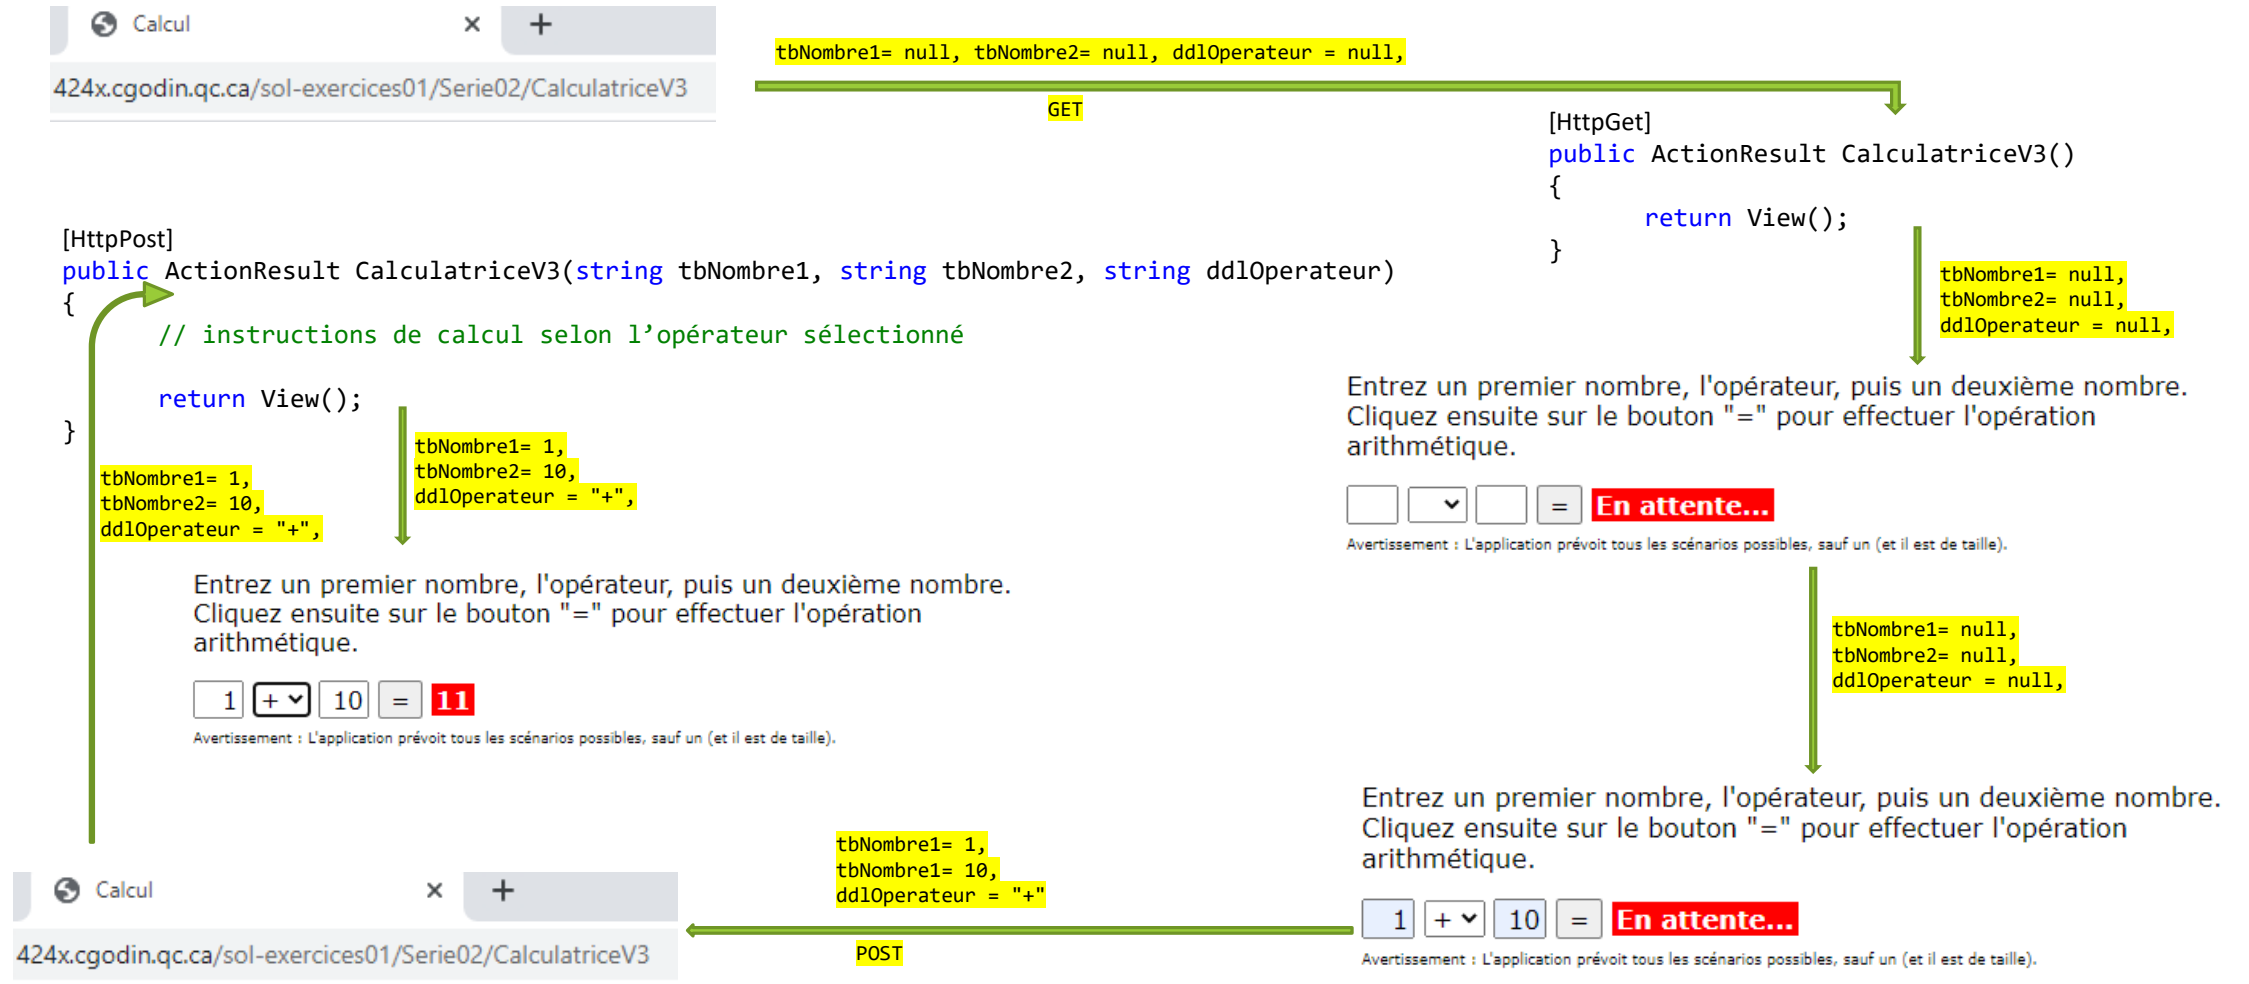 Calcul × +
424x.cgodin.qc.ca/sol-exercices01/Serie02/CalculatriceV3
tbNombre1= null, tbNombre2= null, ddlOperateur = null,
GET
[HttpGet]
public ActionResult CalculatriceV3()
{
return View();
}
tbNombre1= null,
tbNombre2= null,
ddlOperateur = null,
Entrez un premier nombre, l'opérateur, puis un deuxième nombre.
Cliquez ensuite sur le bouton "=" pour effectuer l'opération
arithmétique.
= En attente...
Avertissement : L'application prévoit tous les scénarios possibles, sauf un (et il est de taille).
tbNombre1= null,
tbNombre2= null,
ddlOperateur = null,
Entrez un premier nombre, l'opérateur, puis un deuxième nombre.
Cliquez ensuite sur le bouton "=" pour effectuer l'opération
arithmétique.
1 + 10 = En attente...
Avertissement : L'application prévoit tous les scénarios possibles, sauf un (et il est de taille).
tbNombre1= 1,
tbNombre1= 10,
ddlOperateur = "+"
POST
Calcul × +
424x.cgodin.qc.ca/sol-exercices01/Serie02/CalculatriceV3
tbNombre1= 1,
tbNombre2= 10,
ddlOperateur = "+",
[HttpPost]
public ActionResult CalculatriceV3(string tbNombre1, string tbNombre2, string ddlOperateur)
{
// instructions de calcul selon l’opérateur sélectionné
return View();
}
tbNombre1= 1,
tbNombre2= 10,
ddlOperateur = "+",
Entrez un premier nombre, l'opérateur, puis un deuxième nombre.
Cliquez ensuite sur le bouton "=" pour effectuer l'opération
arithmétique.
1 + 10 = 11
Avertissement : L'application prévoit tous les scénarios possibles, sauf un (et il est de taille).